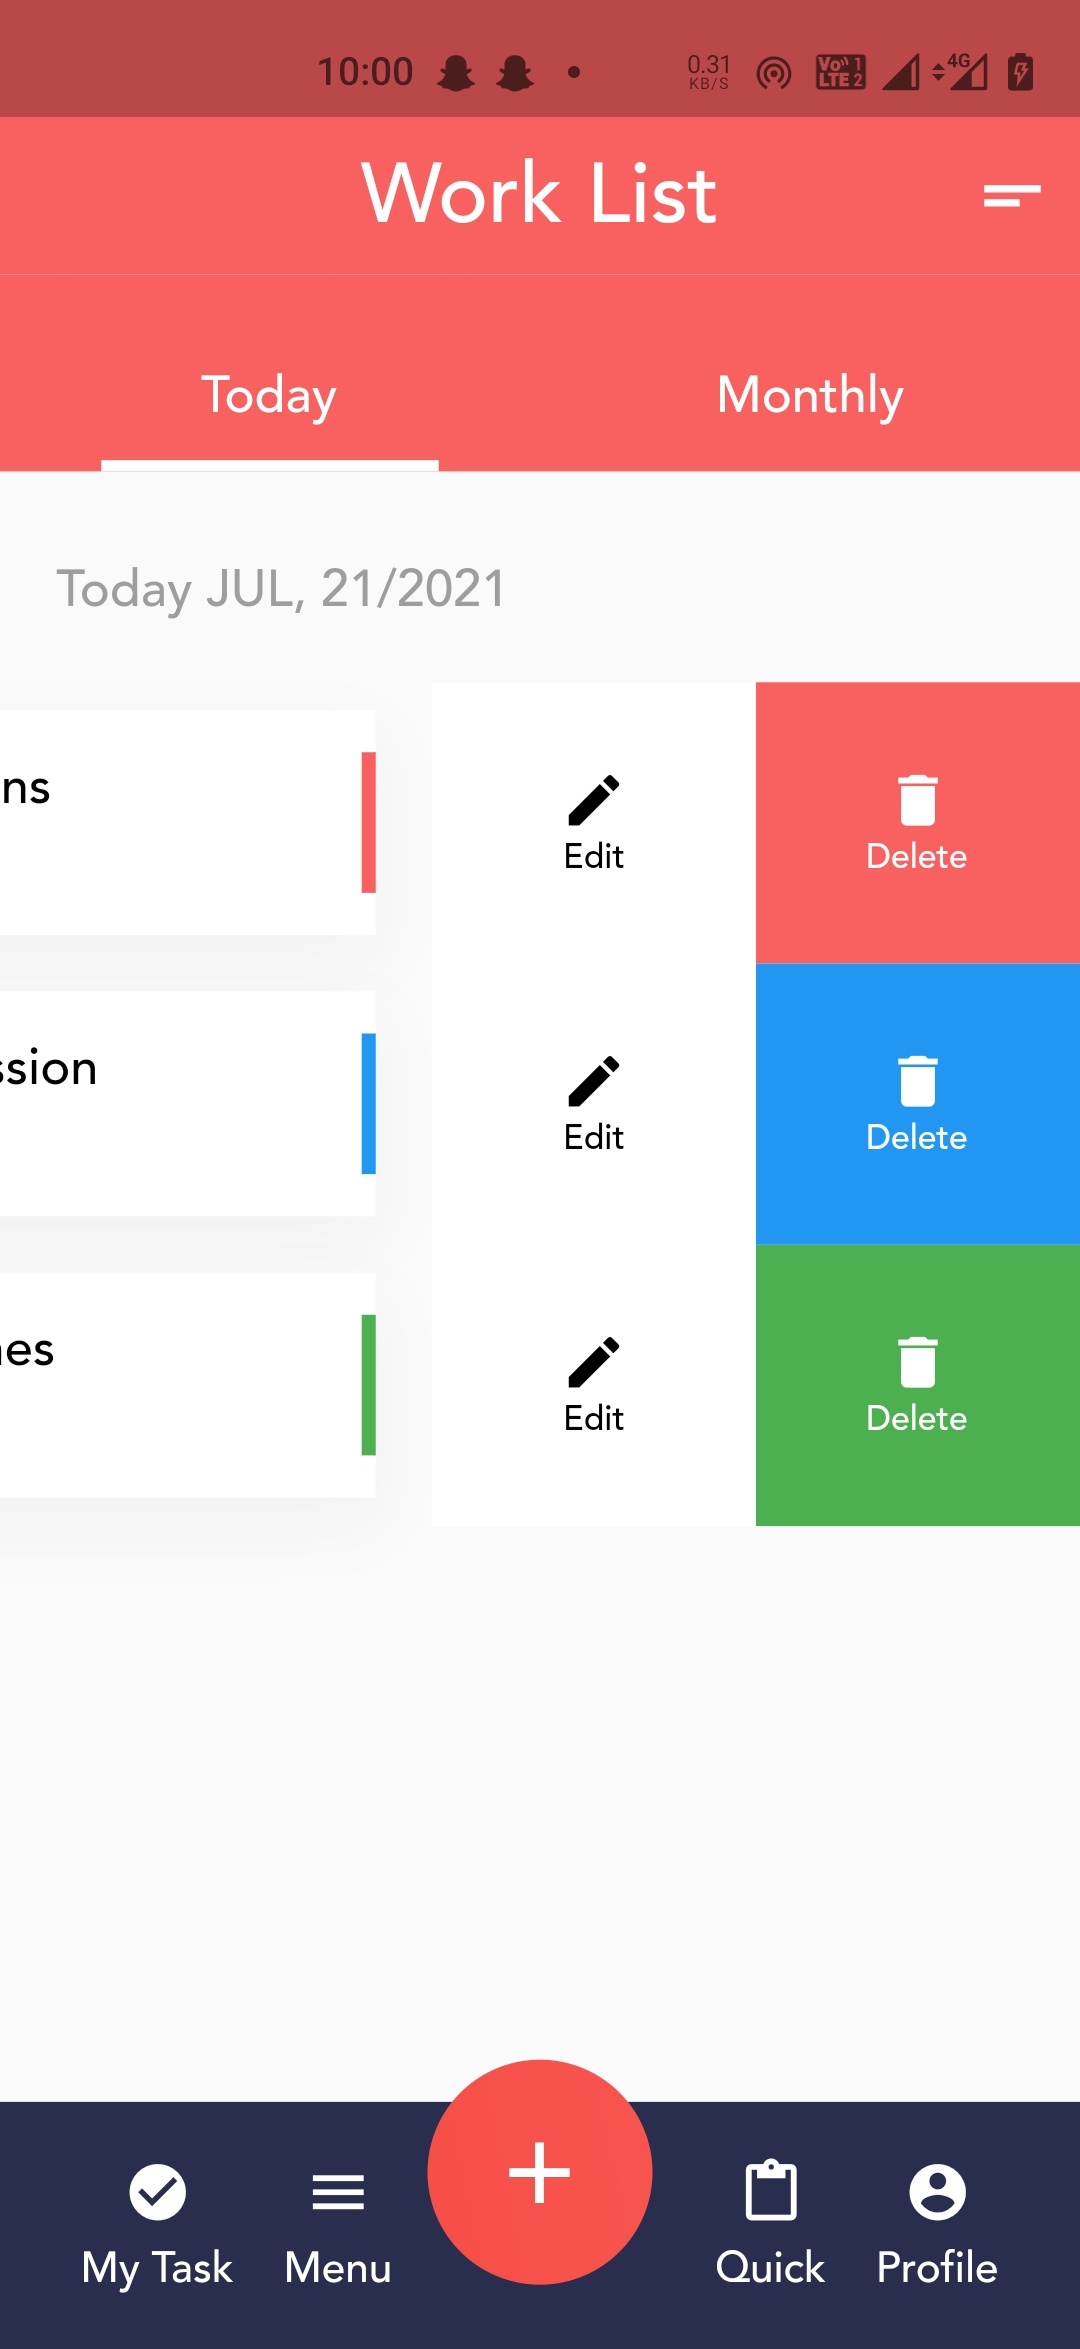 10:00 0.31 KB/S Vo)) 1 LTE 2 4G
Work List
Today Monthly
Today JUL, 21/2021
ns
Edit Delete
ssion
Edit Delete
nes
Edit Delete
My Task Menu Quick Profile